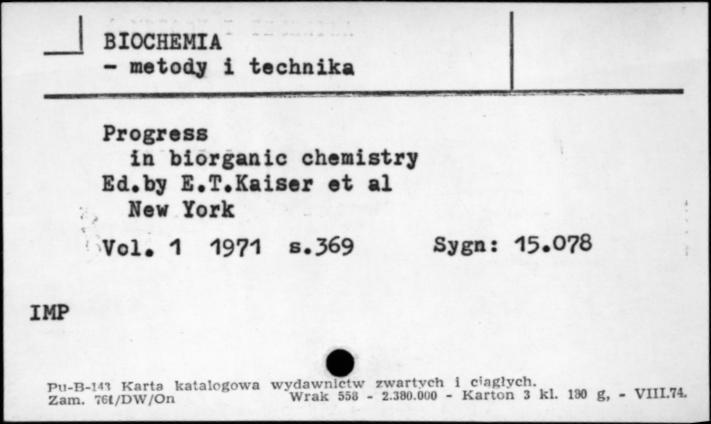 BIOCHEMIA
- metody i technika
Progress
in biorganic chemistry
Ed.by E.T.Kaiser et al
New York
Vol. 1 1971 s.369 Sygn: 15.078
IMP
Pu-B-143 Karta katalogowa wydawnictw zwartych i ciągłych.
Zam. 761/DW/On Wrak 558 - 2.380.000 - Karton 3 kl. 180 g, - VIII.74.